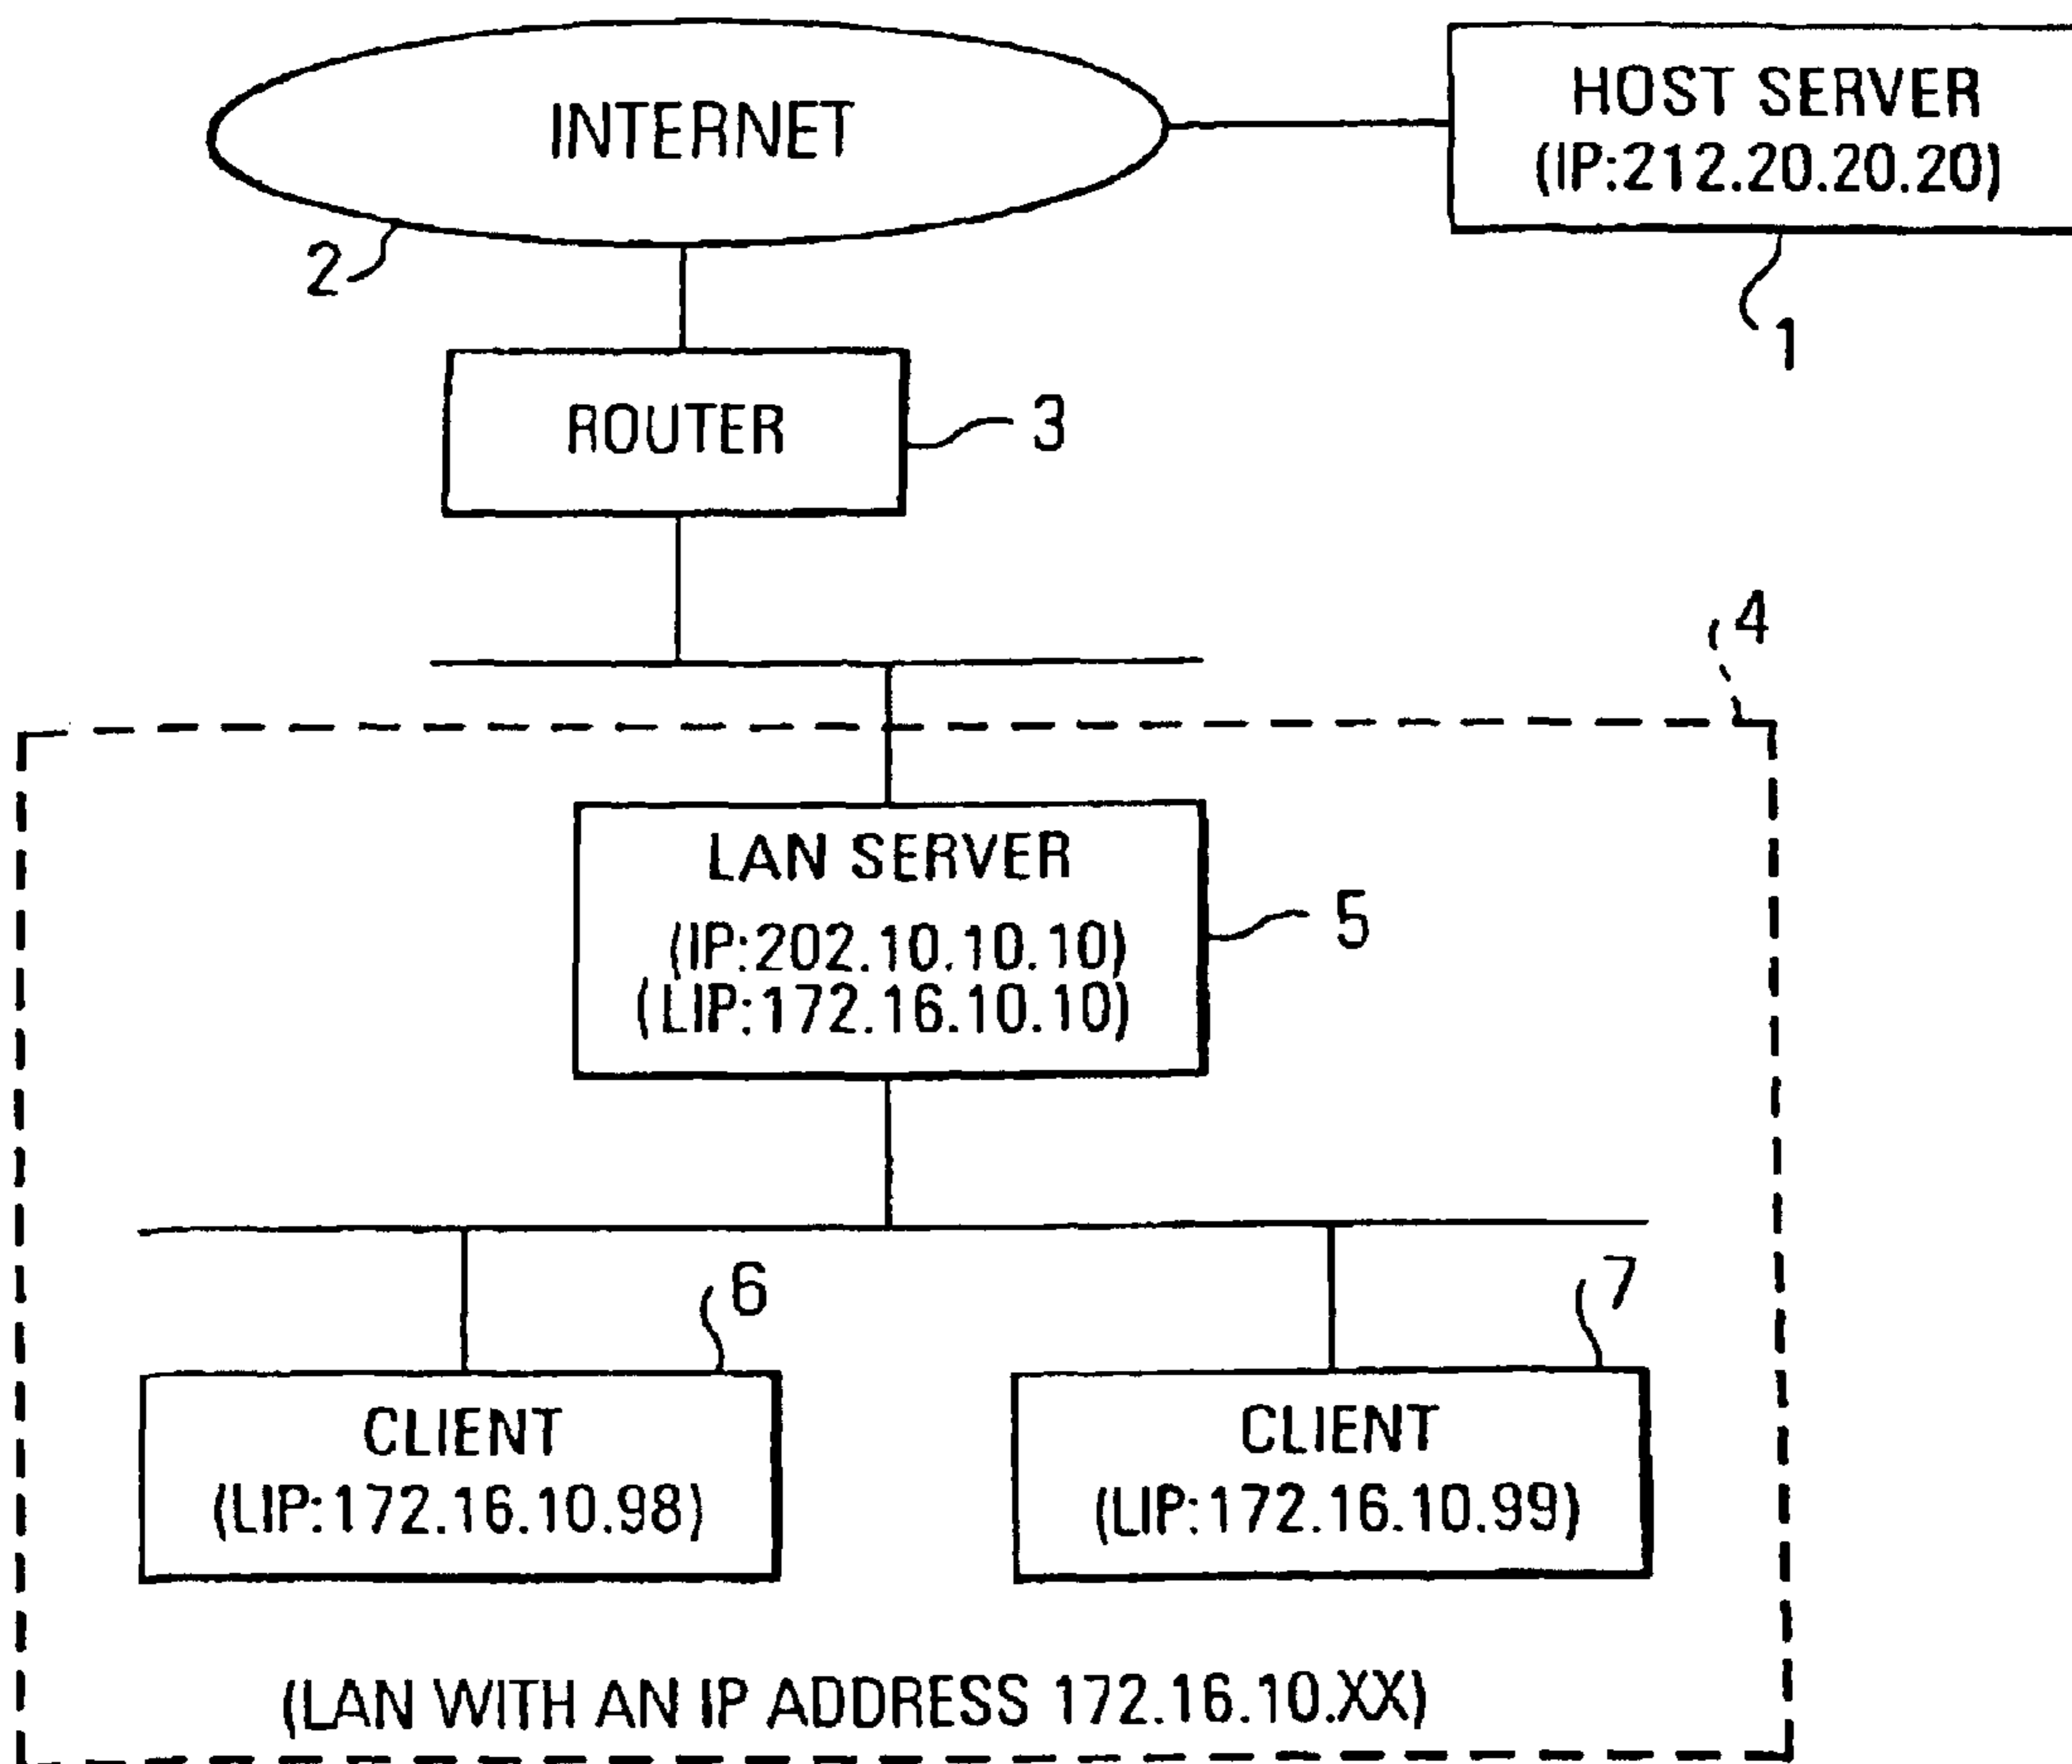 INTERNET
HOST SERVER
(IP:212.20.20.20)
2
1
ROUTER
3
4
LAN SERVER
(IP:202.10.10.10)
(LIP:172.16.10.10)
5
6
7
CLIENT
(LIP:172.16.10.98)
CLIENT
(LIP:172.16.10.99)
(LAN WITH AN IP ADDRESS 172.16.10.XX)